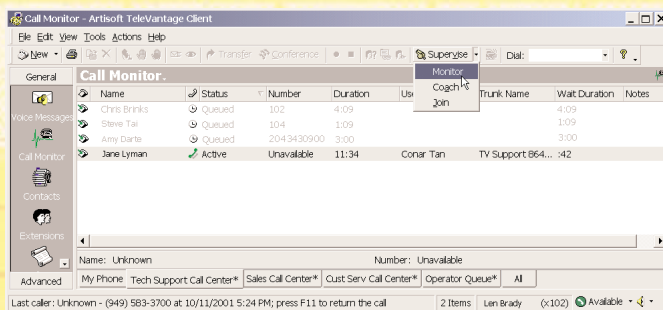 Call Monitor - Artisoft TeleVantage Client
File Edit View Tools Actions Help
New Transfer Conference Supervise Dial:
Monitor
Coach
Join
General
Call Monitor.
Name Status Number Duration Trunk Name Wait Duration Notes
Chris Brinks Queued 102 4:09 4:09
Steve Tai Queued 104 1:09 1:09
Amy Darte Queued 2043430900 3:00 3:00
Jane Lyman Active Unavailable 11:34 Conar Tan TV Support 864... :42
Voice Messages
Call Monitor
Contacts
Extensions
Advanced
Name: Unknown Number: Unavailable
My Phone Tech Support Call Center* Sales Call Center* Cust Serv Call Center* Operator Queue* All
Last caller: Unknown - (949) 583-3700 at 10/11/2001 5:24 PM; press F11 to return the call 2 Items Len Brady (x102) Available